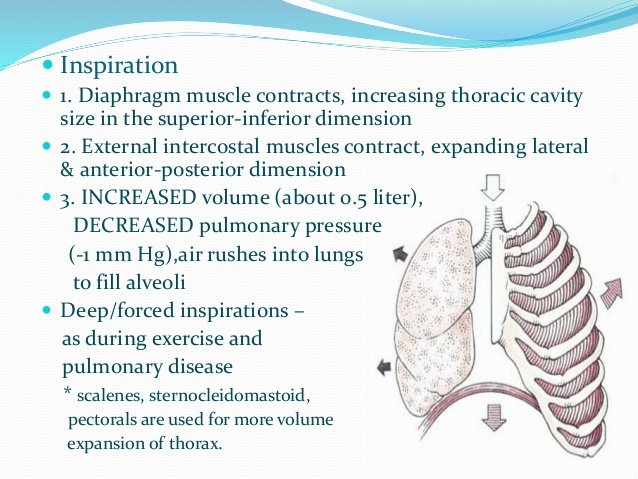 • Inspiration
• 1. Diaphragm muscle contracts, increasing thoracic cavity
size in the superior-inferior dimension
• 2. External intercostal muscles contract, expanding lateral
& anterior-posterior dimension
• 3. INCREASED volume (about 0.5 liter),
DECREASED pulmonary pressure
(-1 mm Hg),air rushes into lungs
to fill alveoli
• Deep/forced inspirations –
as during exercise and
pulmonary disease
* scalenes, sternocleidomastoid,
pectorals are used for more volume
expansion of thorax.